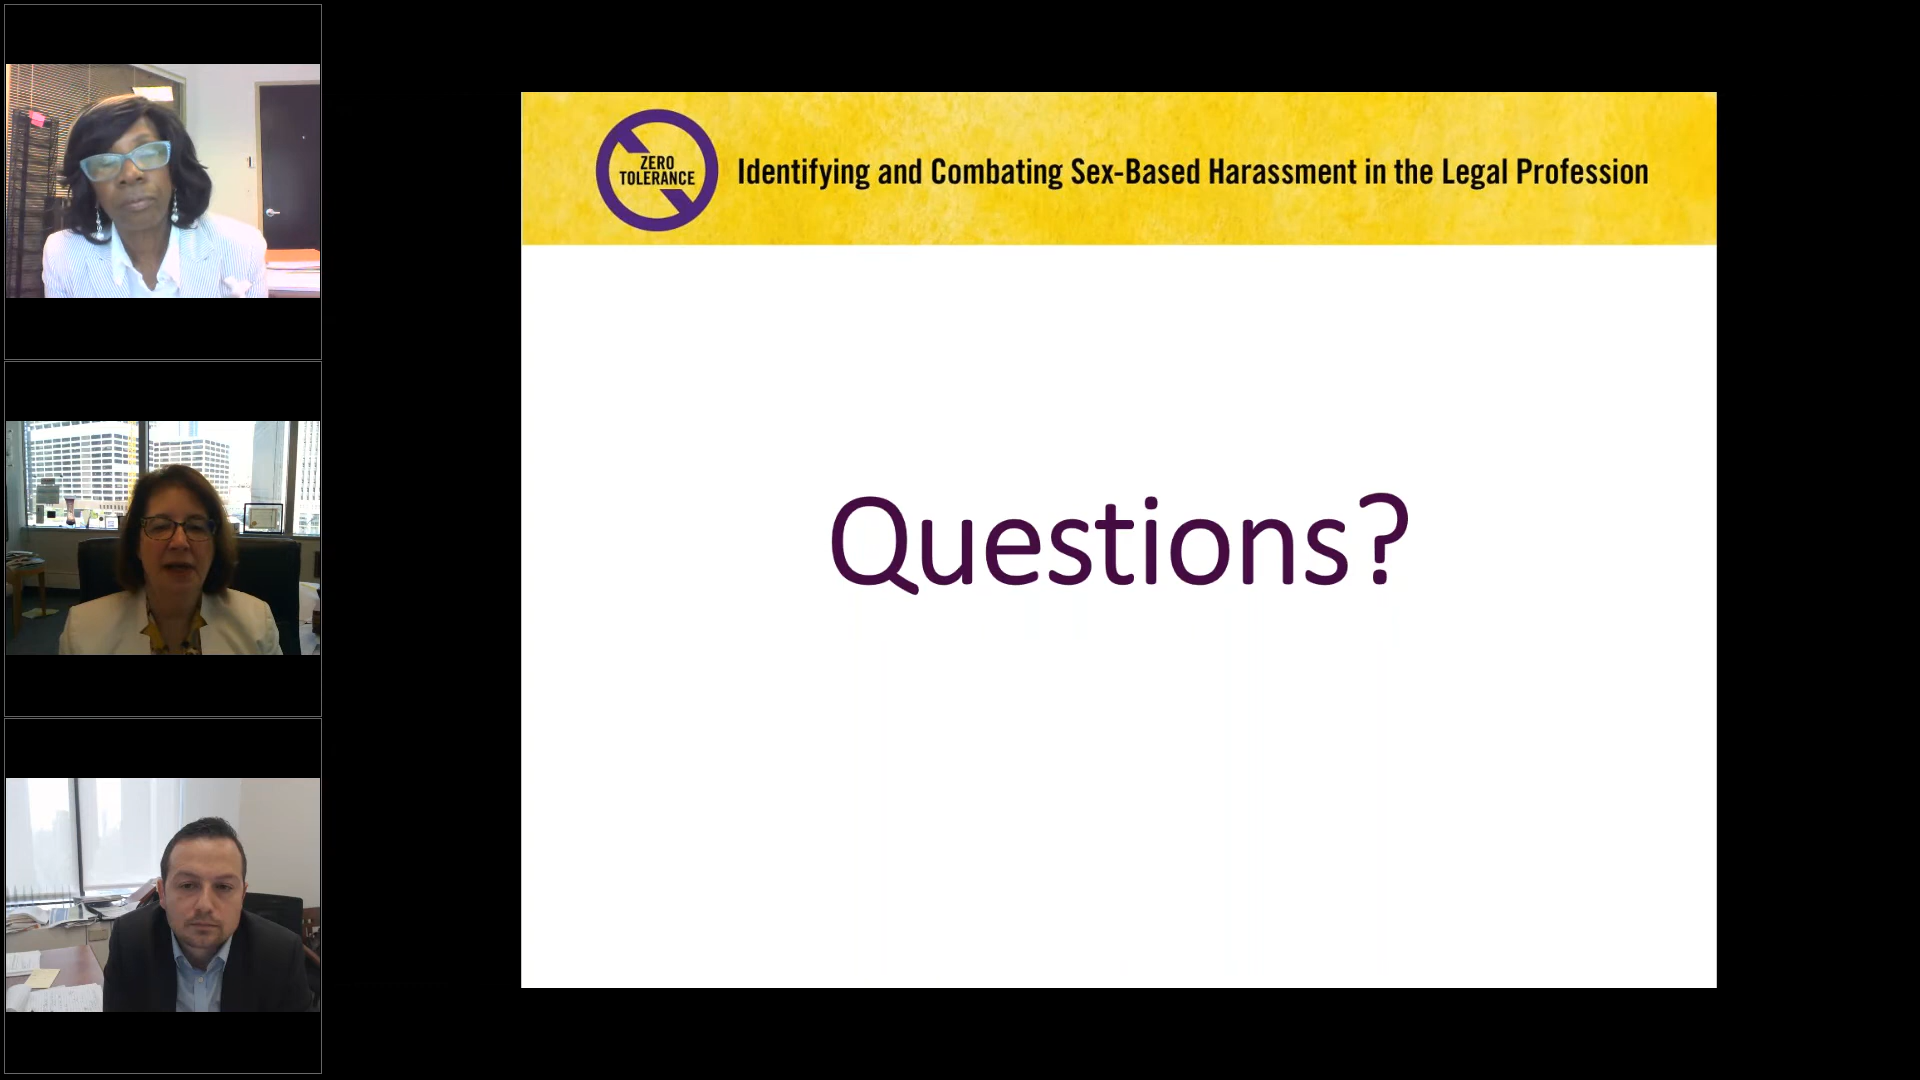 ZERO
TOLERANCE
Identifying and Combating Sex-Based Harassment in the Legal Profession
Questions?